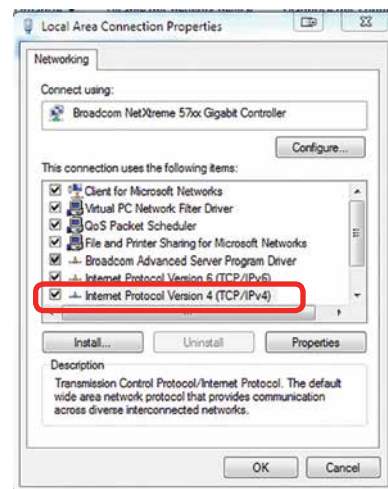 Local Area Connection Properties
Networking
Connect using:
Broadcom NetXtreme 57xx Gigabit Controller
Configure...
This connection uses the following items:
Client for Microsoft Networks
Virtual PC Network Filter Driver
QoS Packet Scheduler
File and Printer Sharing for Microsoft Networks
Broadcom Advanced Server Program Driver
Internet Protocol Version 6 (TCP/IPv6)
Internet Protocol Version 4 (TCP/IPv4)
Install...
Uninstall
Properties
Description
Transmission Control Protocol/Internet Protocol. The default
wide area network protocol that provides communication
across diverse interconnected networks.
OK
Cancel